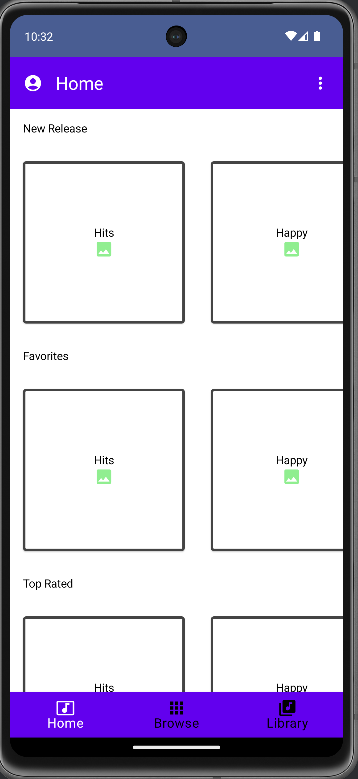 10:32
Home
New Release
Hits
Happy
Favorites
Hits
Happy
Top Rated
Hits
Happy
Home
Browse
Library